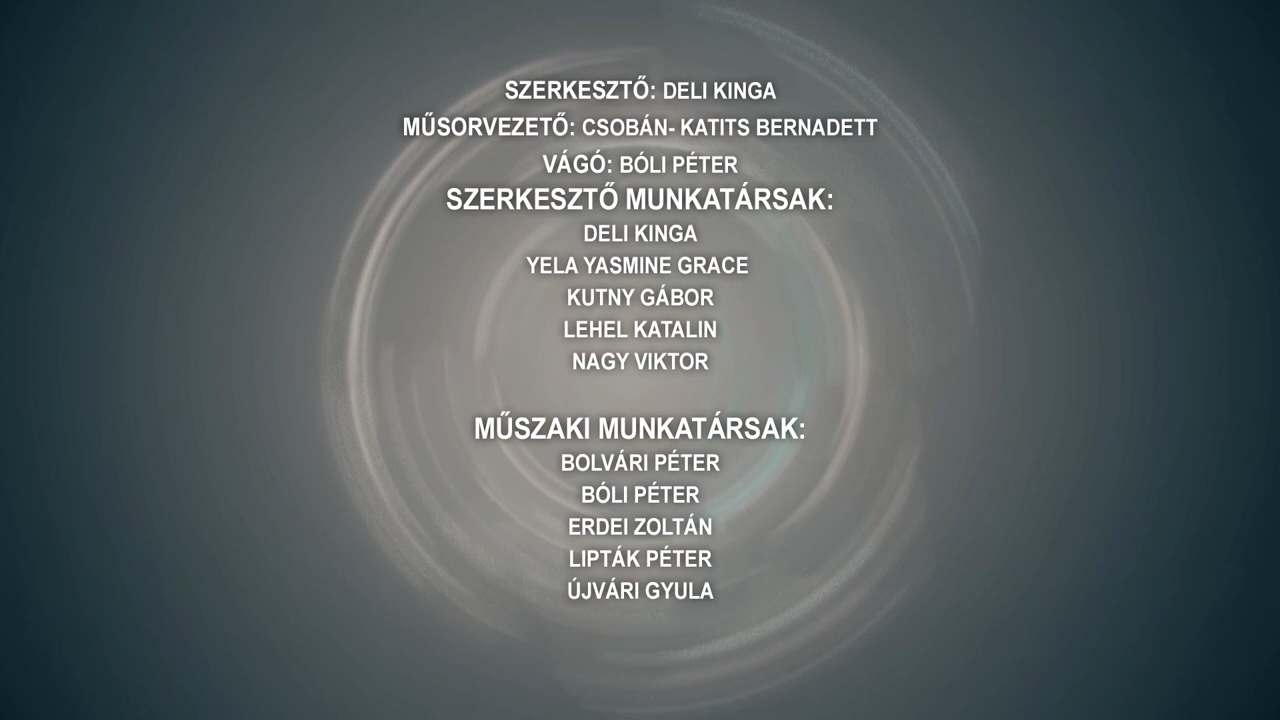 SZERKESZTŐ: DELI KINGA
MŰSORVEZETŐ: CSOBÁN- KATITS BERNADETT
VÁGÓ: BÓLI PÉTER
SZERKESZTŐ MUNKATÁRSAK:
DELI KINGA
YELA YASMINE GRACE
KUTNY GÁBOR
LEHEL KATALIN
NAGY VIKTOR
MŰSZAKI MUNKATÁRSAK:
BOLVÁRI PÉTER
BÓLI PÉTER
ERDEI ZOLTÁN
LIPTÁK PÉTER
ÚJVÁRI GYULA